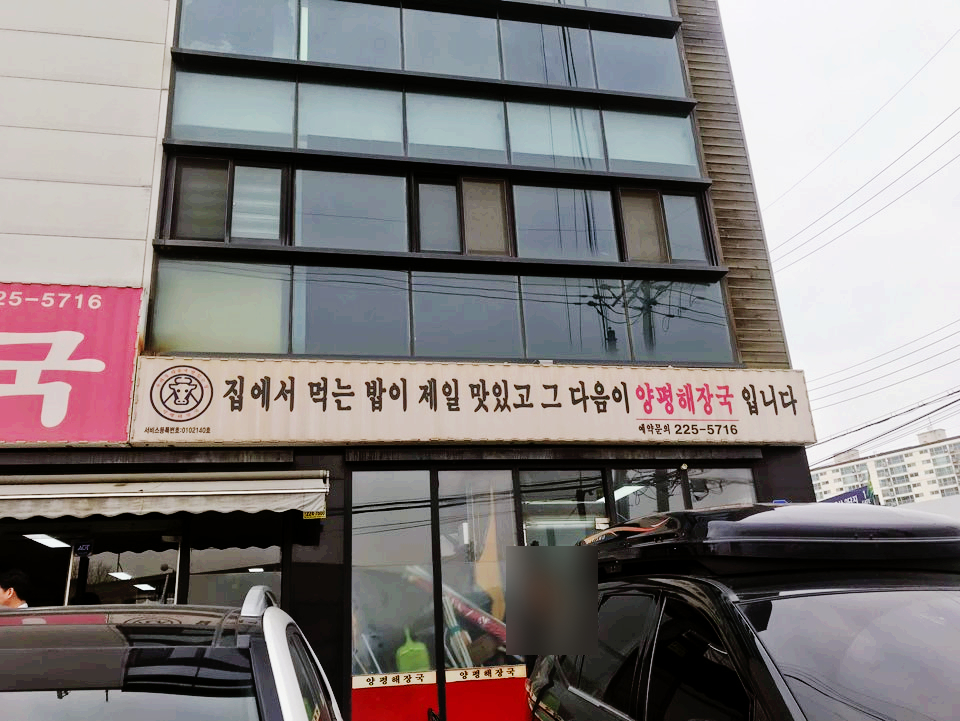 25-5716
국
집에서 먹는 밥이 제일 맛있고 그 다음이 양평해장국 입니다
서비스등록번호:0102140호
예약문의 225-5716
양평해장국
양평해장국